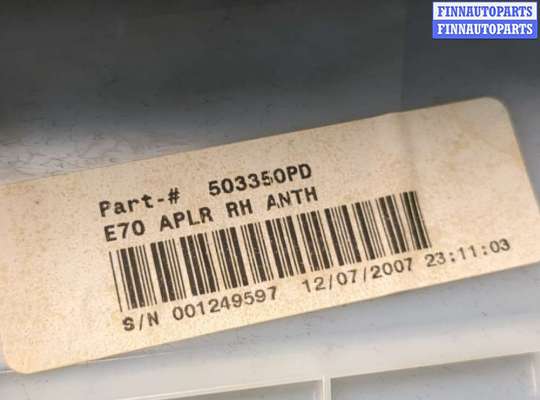 FINNAUTOPARTS
FINNAUTOPARTS
Part-# 503350PD
E70 APLR RH ANTH
S/N 001249597 12/07/2007 23:11:03